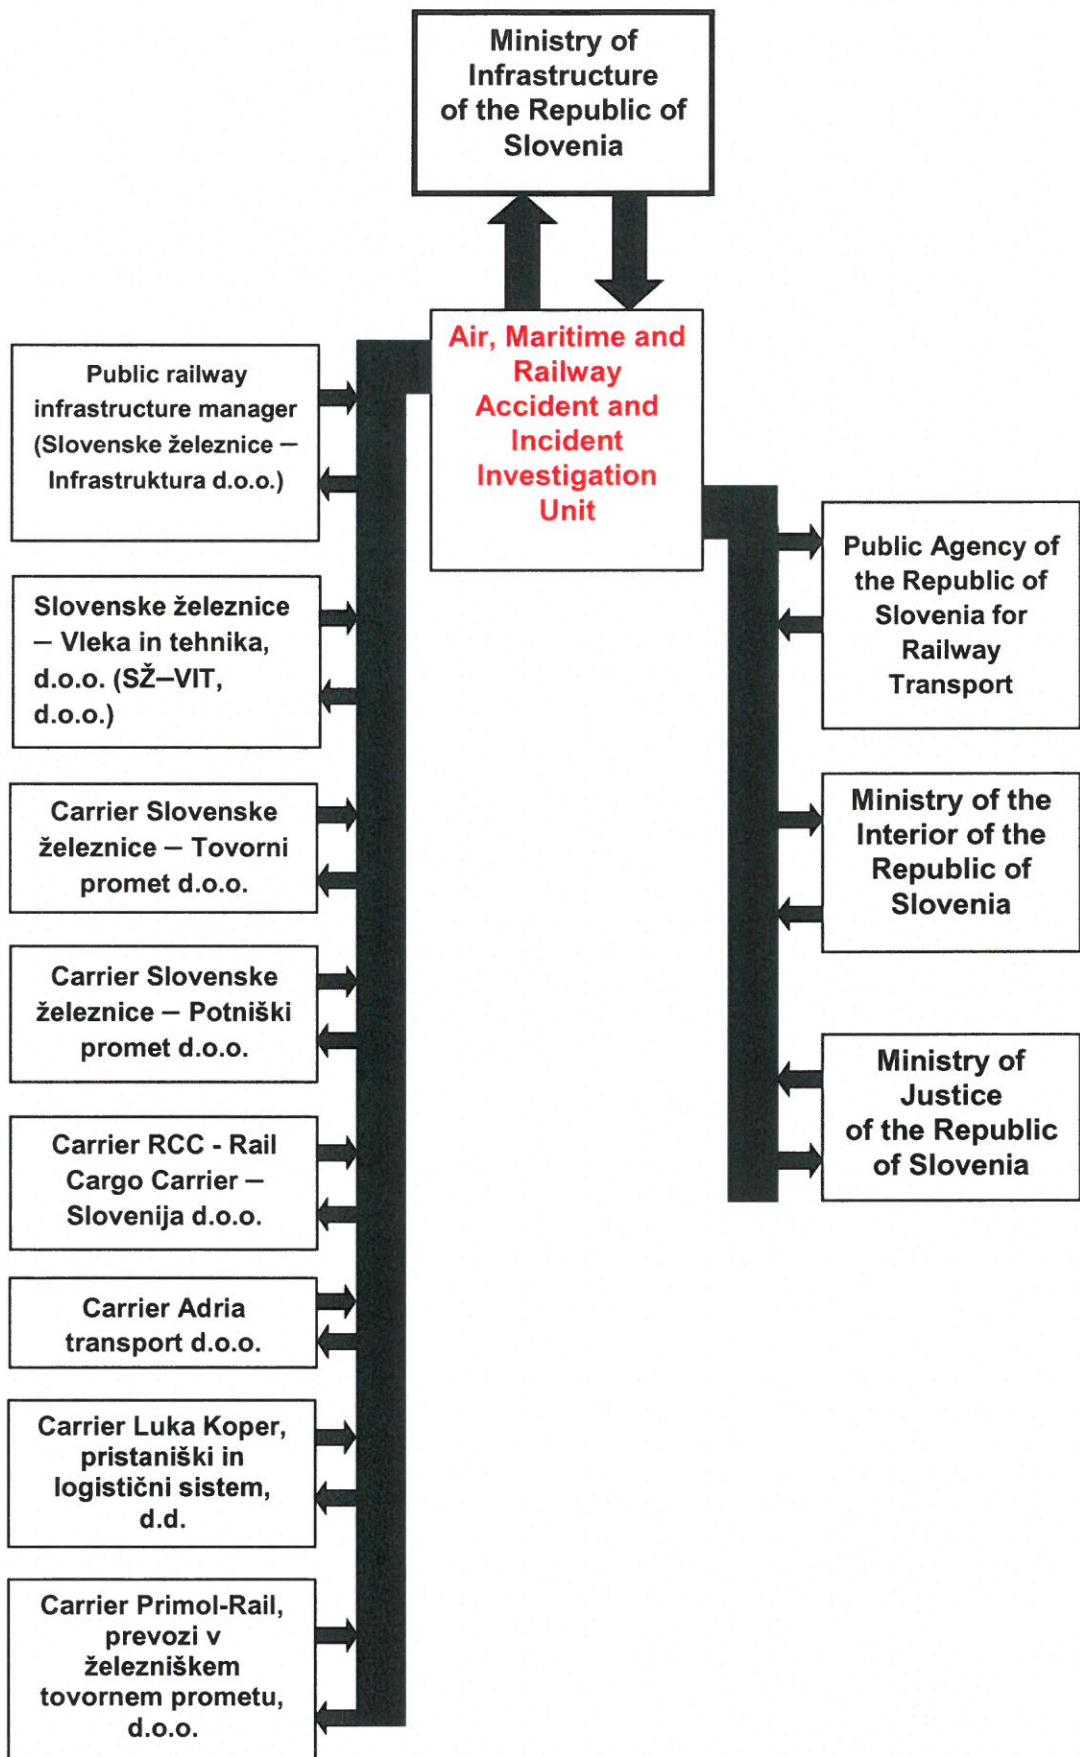 Ministry of
Infrastructure
of the Republic of
Slovenia
Air, Maritime and
Railway
Accident and
Incident
Investigation
Unit
Public railway
infrastructure manager
(Slovenske železnice –
Infrastruktura d.o.o.)
Slovenske železnice
– Vleka in tehnika,
d.o.o. (SŽ–VIT,
d.o.o.)
Carrier Slovenske
železnice – Tovorni
promet d.o.o.
Carrier Slovenske
železnice – Potniški
promet d.o.o.
Carrier RCC - Rail
Cargo Carrier –
Slovenija d.o.o.
Carrier Adria
transport d.o.o.
Carrier Luka Koper,
pristaniški in
logistični sistem,
d.d.
Carrier Primol-Rail,
prevozi v
železniškem
tovornem prometu,
d.o.o.
Public Agency of
the Republic of
Slovenia for
Railway
Transport
Ministry of the
Interior of the
Republic of
Slovenia
Ministry of
Justice
of the Republic
of Slovenia